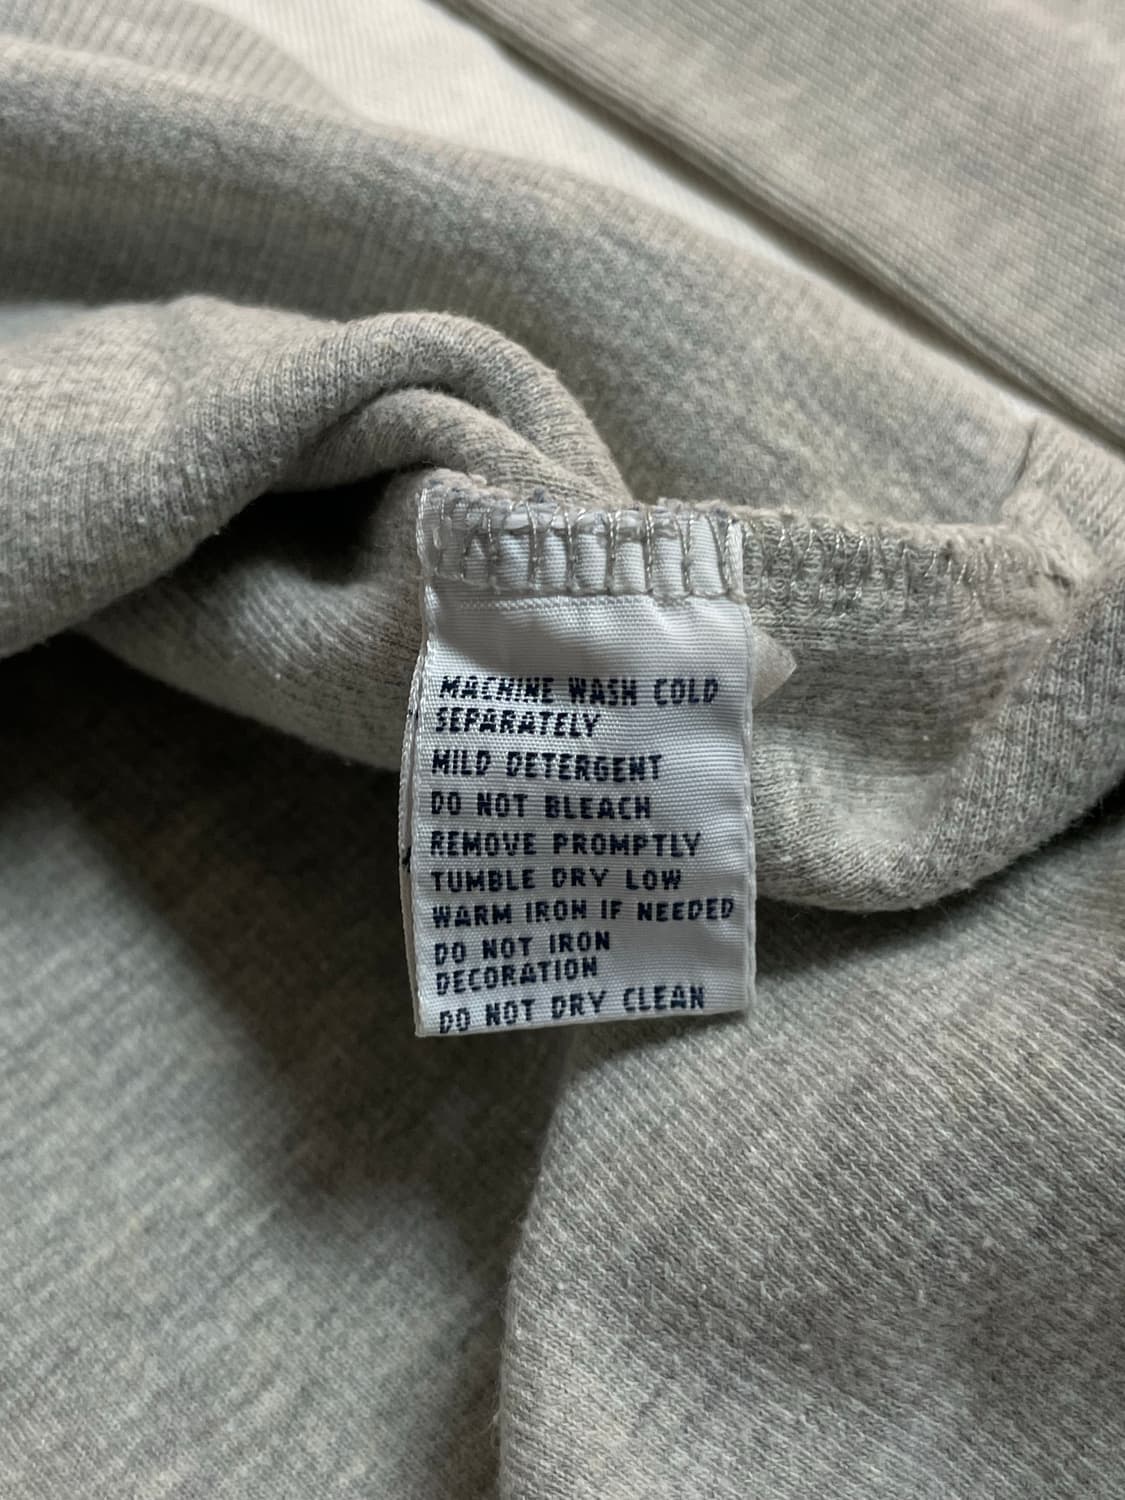 MACHINE WASH COLD
SEPARATELY
MILD DETERGENT
DO NOT BLEACH
REMOVE PROMPTLY
TUMBLE DRY LOW
WARM IRON IF NEEDED
DO NOT IRON
DECORATION
DO NOT DRY CLEAN